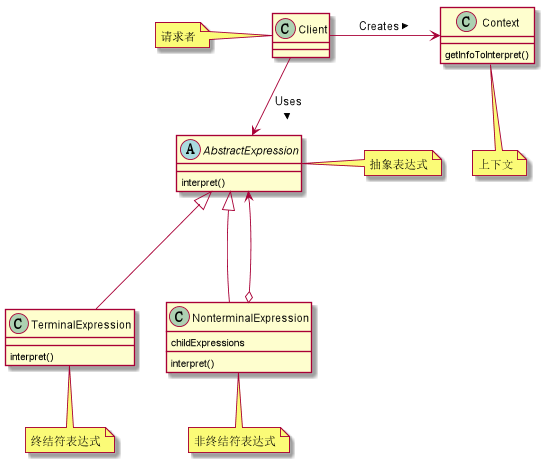 请求者
C Client
Creates
C Context
getInfoToInterpret()
Uses
A AbstractExpression
interpret()
抽象表达式
上下文
C TerminalExpression
interpret()
C NonterminalExpression
childExpressions
interpret()
终结符表达式
非终结符表达式